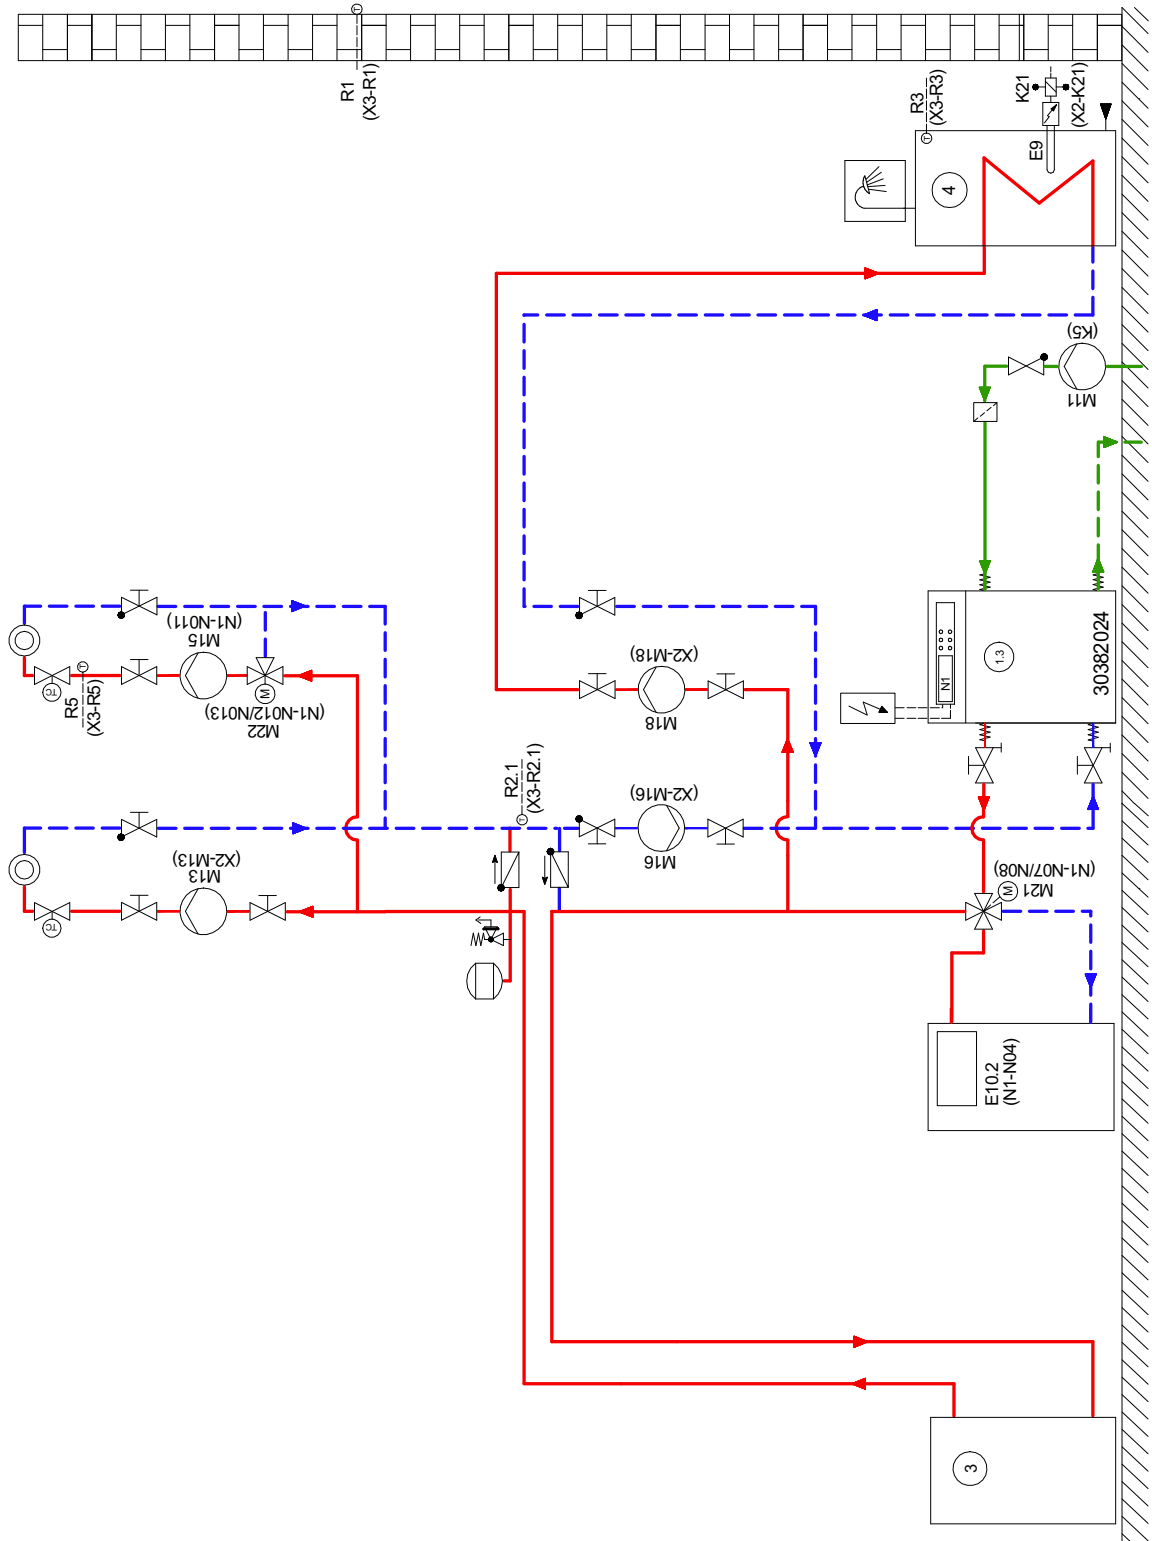 R1
(X3-R1)
R3
(X3-R3)
K21
(X2-K21)
E9
4
(K5)
M11
T
T
T
T
TC
TC
R5
(X3-R5)
M15
(N1-N011)
M22
(N1-N012/N013)
M
M13
(X2-M13)
R2.1
(X3-R2.1)
M18
(X2-M18)
M16
(X2-M16)
N1
1.3
30382024
M21
(N1-N07/N08)
M
E10.2
(N1-N04)
3